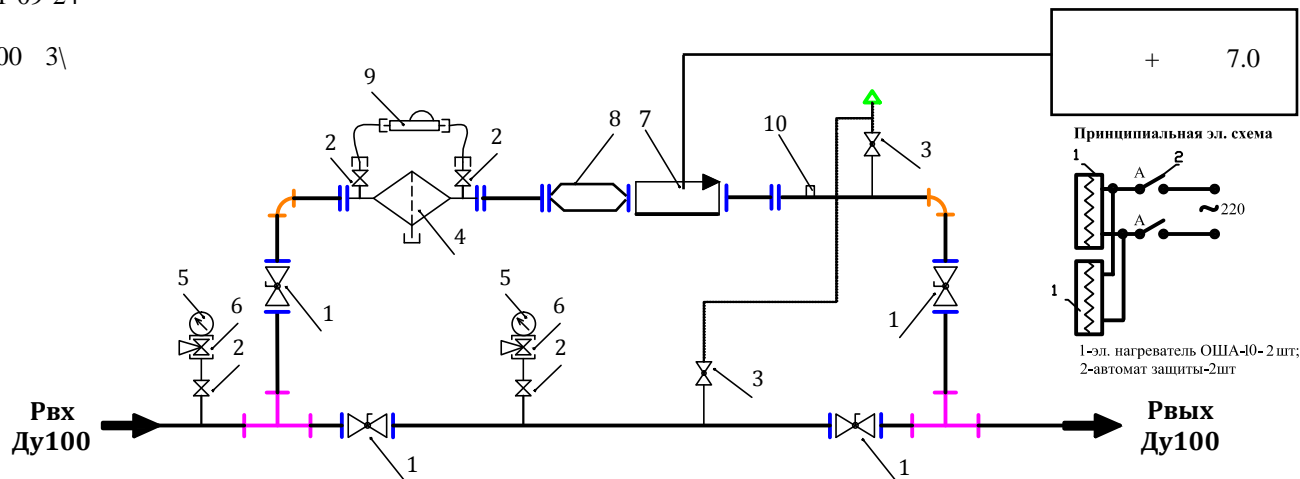 00 3\
+ 7.0
Принципиальная эл. схема
9
8
7
10
3
2
2
4
1
2
A
~220
A
1
5
6
2
1
5
6
2
3
1
1-эл. нагреватель ОША-10- 2 шт;
2-автомат защиты-2шт
Рвх
Ду100
1
1
Рвых
Ду100